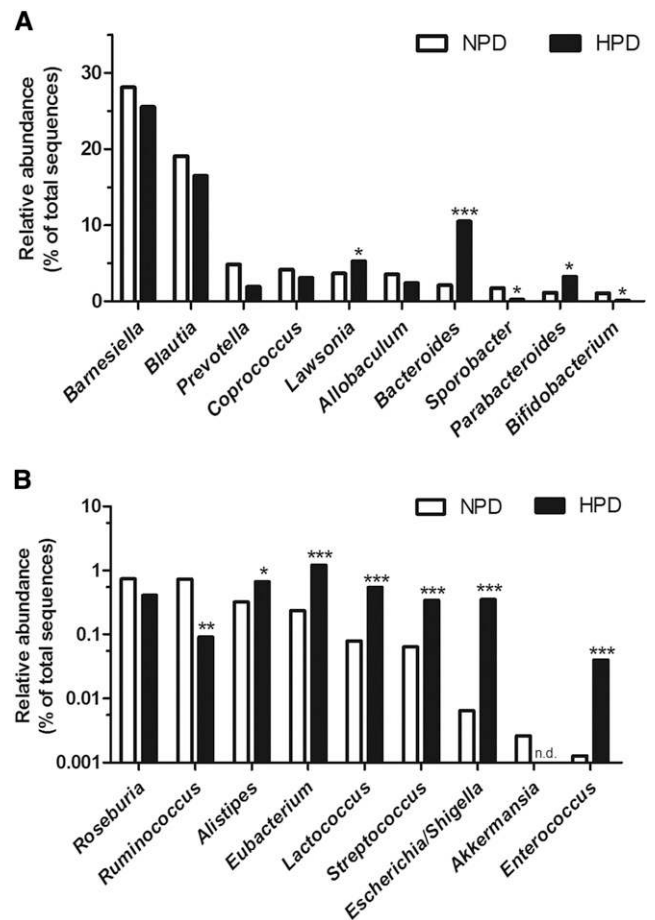 A
NPD HPD
Relative abundance
(% of total sequences)
30
20
10
0
*
***
*
*
*
Barnesiella
Blautia
Prevotella
Coprococcus
Lawsonia
Allobaculum
Bacteroides
Sporobacter
Parabacteroides
Bifidobacterium
B
NPD HPD
Relative abundance
(% of total sequences)
10
1
0.1
0.01
0.001
**
*
***
***
***
***
n.d.
***
Roseburia
Ruminococcus
Alistipes
Eubacterium
Lactococcus
Streptococcus
Escherichia/Shigella
Akkermansia
Enterococcus